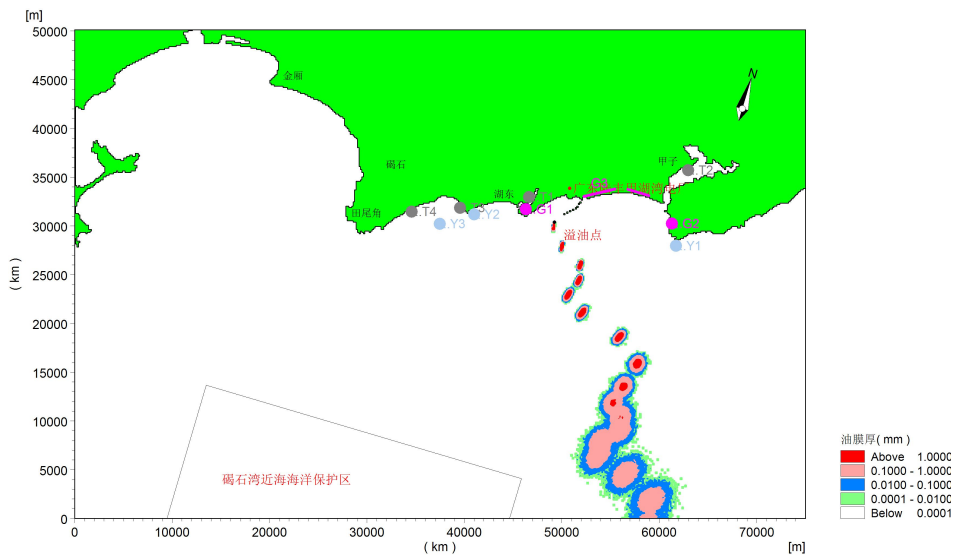 [m]
50000
45000
40000
35000
30000
25000
20000
15000
10000
5000
0
( km )
金厢
碣石
田尾角
湖东
甲子
N
.T4
.Y3
.Y2
.G1
G3
.T2
.G2
.Y1
溢油点
碣石湾近海海洋保护区
0
10000
20000
30000
40000
50000
60000
70000
[m]
( km )
油膜厚( mm )
Above 1.0000
0.1000 - 1.0000
0.0100 - 0.1000
0.0001 - 0.0100
Below 0.0001